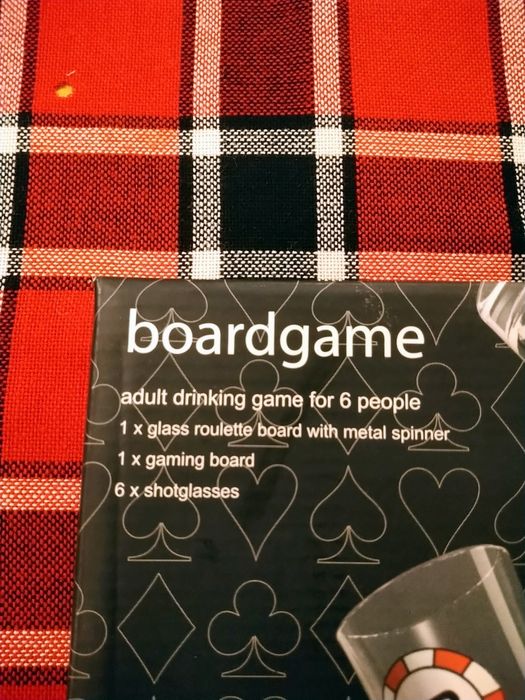 boardgame
adult drinking game for 6 people
1 x glass roulette board with metal spinner
1 x gaming board
6 x shotglasses